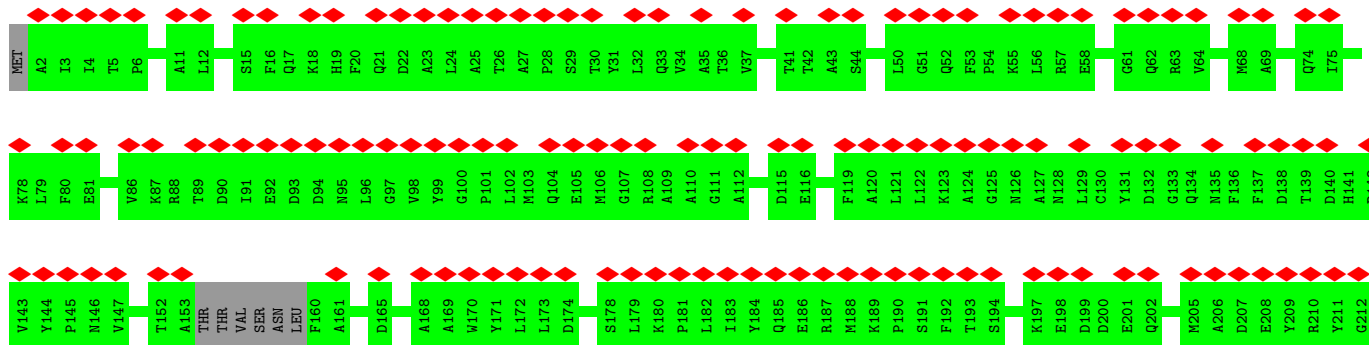 MET A2 I3 I4 T5 P6 A11 L12 S15 F16 Q17 K18 H19 F20 Q21 D22 A23 L24 A25 T26 A27 P28 S29 T30 Y31 L32 Q33 V34 A35 T36 V37 T41 T42 A43 S44 L50 G51 Q52 F53 P54 K55 L56 R57 E58 G61 Q62 R63 V64 M68 A69 Q74 I75
K78 L79 F80 E81 V86 K87 R88 T89 D90 I91 E92 D93 D94 N95 L96 G97 V98 Y99 G100 P101 L102 M103 Q104 E105 M106 G107 R108 A109 A110 G111 A112 D115 E116 F119 A120 L121 L122 K123 A124 G125 N126 A127 N128 L129 C130 Y131 D132 G133 Q134 N135 F136 F137 D138 T139 D140 H141
V143 Y144 P145 N146 V147 T152 A153 THR THR VAL SER ASN LEU F160 A161 D165 A168 A169 W170 Y171 L172 L173 D174 S178 L179 K180 P181 L182 I183 Y184 Q185 E186 R187 M188 K189 P190 S191 F192 T193 S194 K197 E198 D199 D200 E201 Q202 M205 A206 D207 E208 Y209 R210 Y211 G212